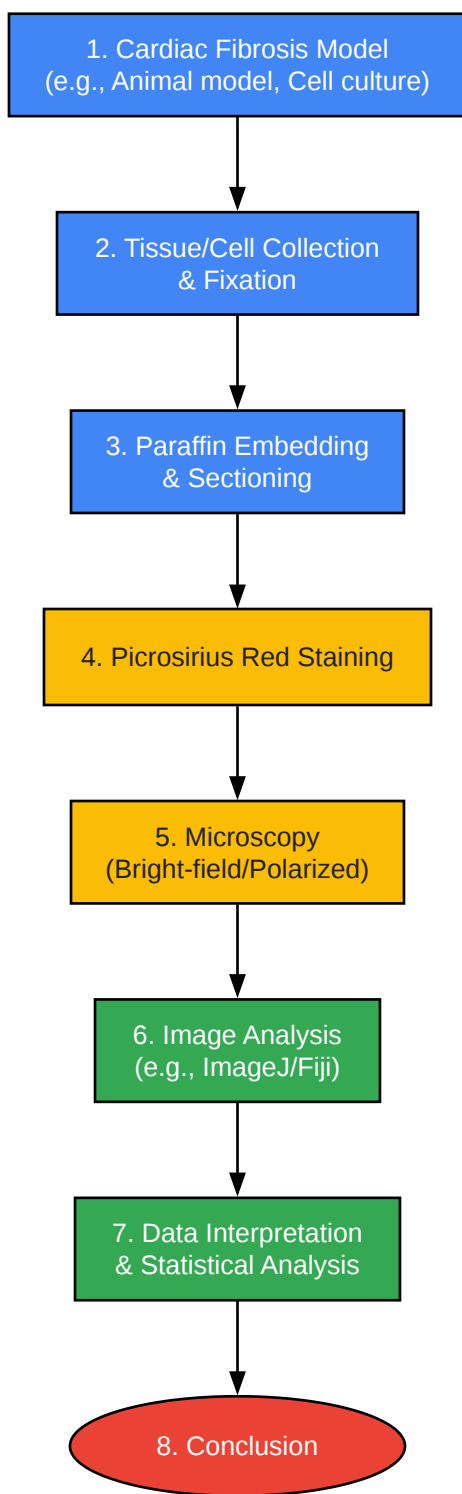 1. Cardiac Fibrosis Model
(e.g., Animal model, Cell culture)
2. Tissue/Cell Collection
& Fixation
3. Paraffin Embedding
& Sectioning
4. Picrosirius Red Staining
5. Microscopy
(Bright-field/Polarized)
6. Image Analysis
(e.g., ImageJ/Fiji)
7. Data Interpretation
& Statistical Analysis
8. Conclusion